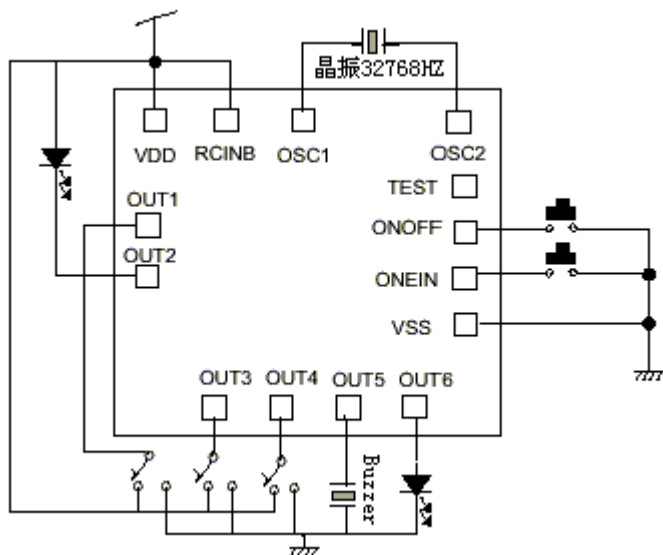 晶振32768HZ
VDD
RCINB
OSC1
OSC2
TEST
OUT1
ONOFF
OUT2
ONEIN
VSS
OUT3
OUT4
OUT5
OUT6
Buzzer